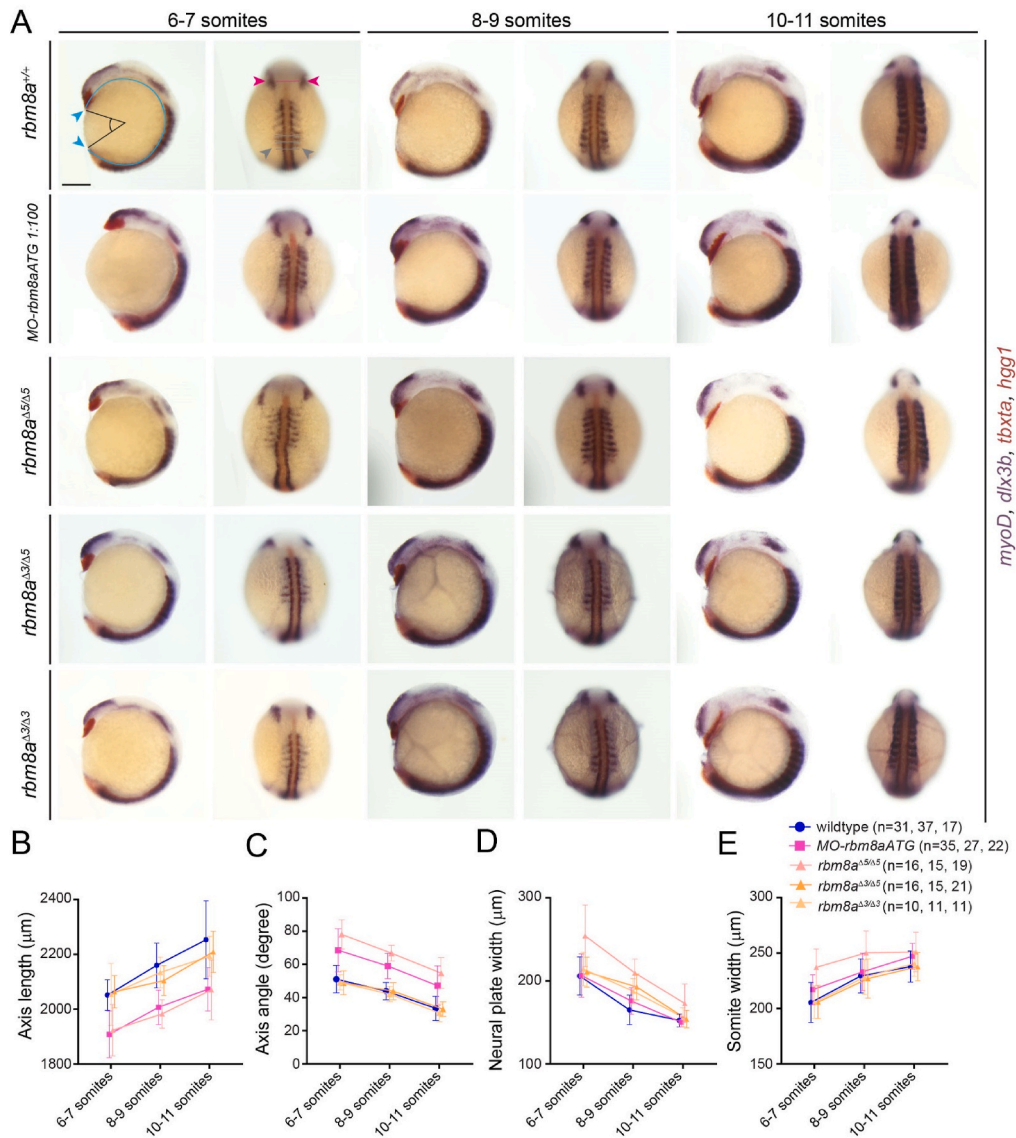 A
6-7 somites
8-9 somites
10-11 somites
rbm8a+/+
MO-rbm8aATG 1:100
rbm8aΔ5/Δ5
rbm8aΔ3/Δ5
rbm8aΔ3/Δ3
myoD, dlx3b, tbxta, hgg1
wildtype (n=31, 37, 17)
MO-rbm8aATG (n=35, 27, 22)
rbm8aΔ5/Δ5 (n=16, 15, 19)
rbm8aΔ3/Δ5 (n=16, 15, 21)
rbm8aΔ3/Δ3 (n=10, 11, 11)
B
Axis length (μm)
2400
2200
2000
1800
6-7 somites
8-9 somites
10-11 somites
C
Axis angle (degree)
100
80
60
40
20
0
6-7 somites
8-9 somites
10-11 somites
D
Neural plate width (μm)
300
200
100
6-7 somites
8-9 somites
10-11 somites
E
Somite width (μm)
300
250
200
150
6-7 somites
8-9 somites
10-11 somites